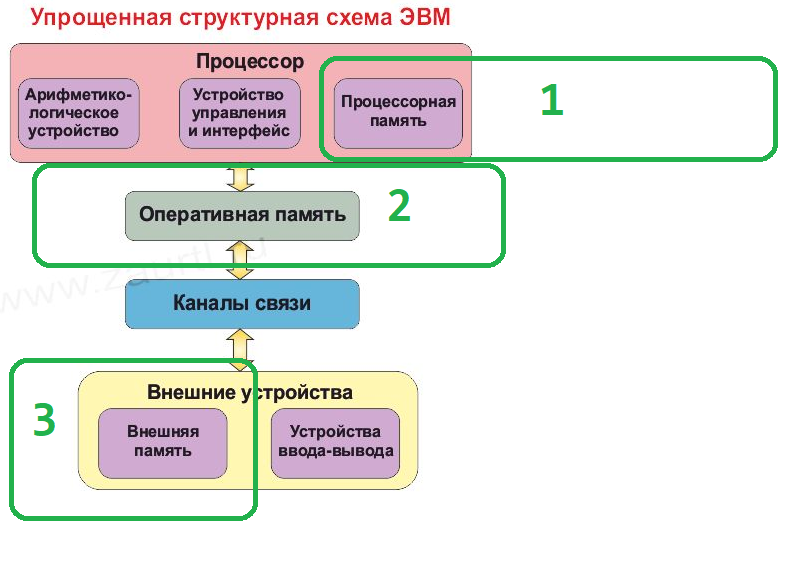 Упрощенная структурная схема ЭВМ
Процессор
Арифметико-
логическое
устройство
Устройство
управления
и интерфейс
Процессорная
память
1
Оперативная память
2
Каналы связи
Внешние устройства
3
Внешняя
память
Устройства
ввода-вывода